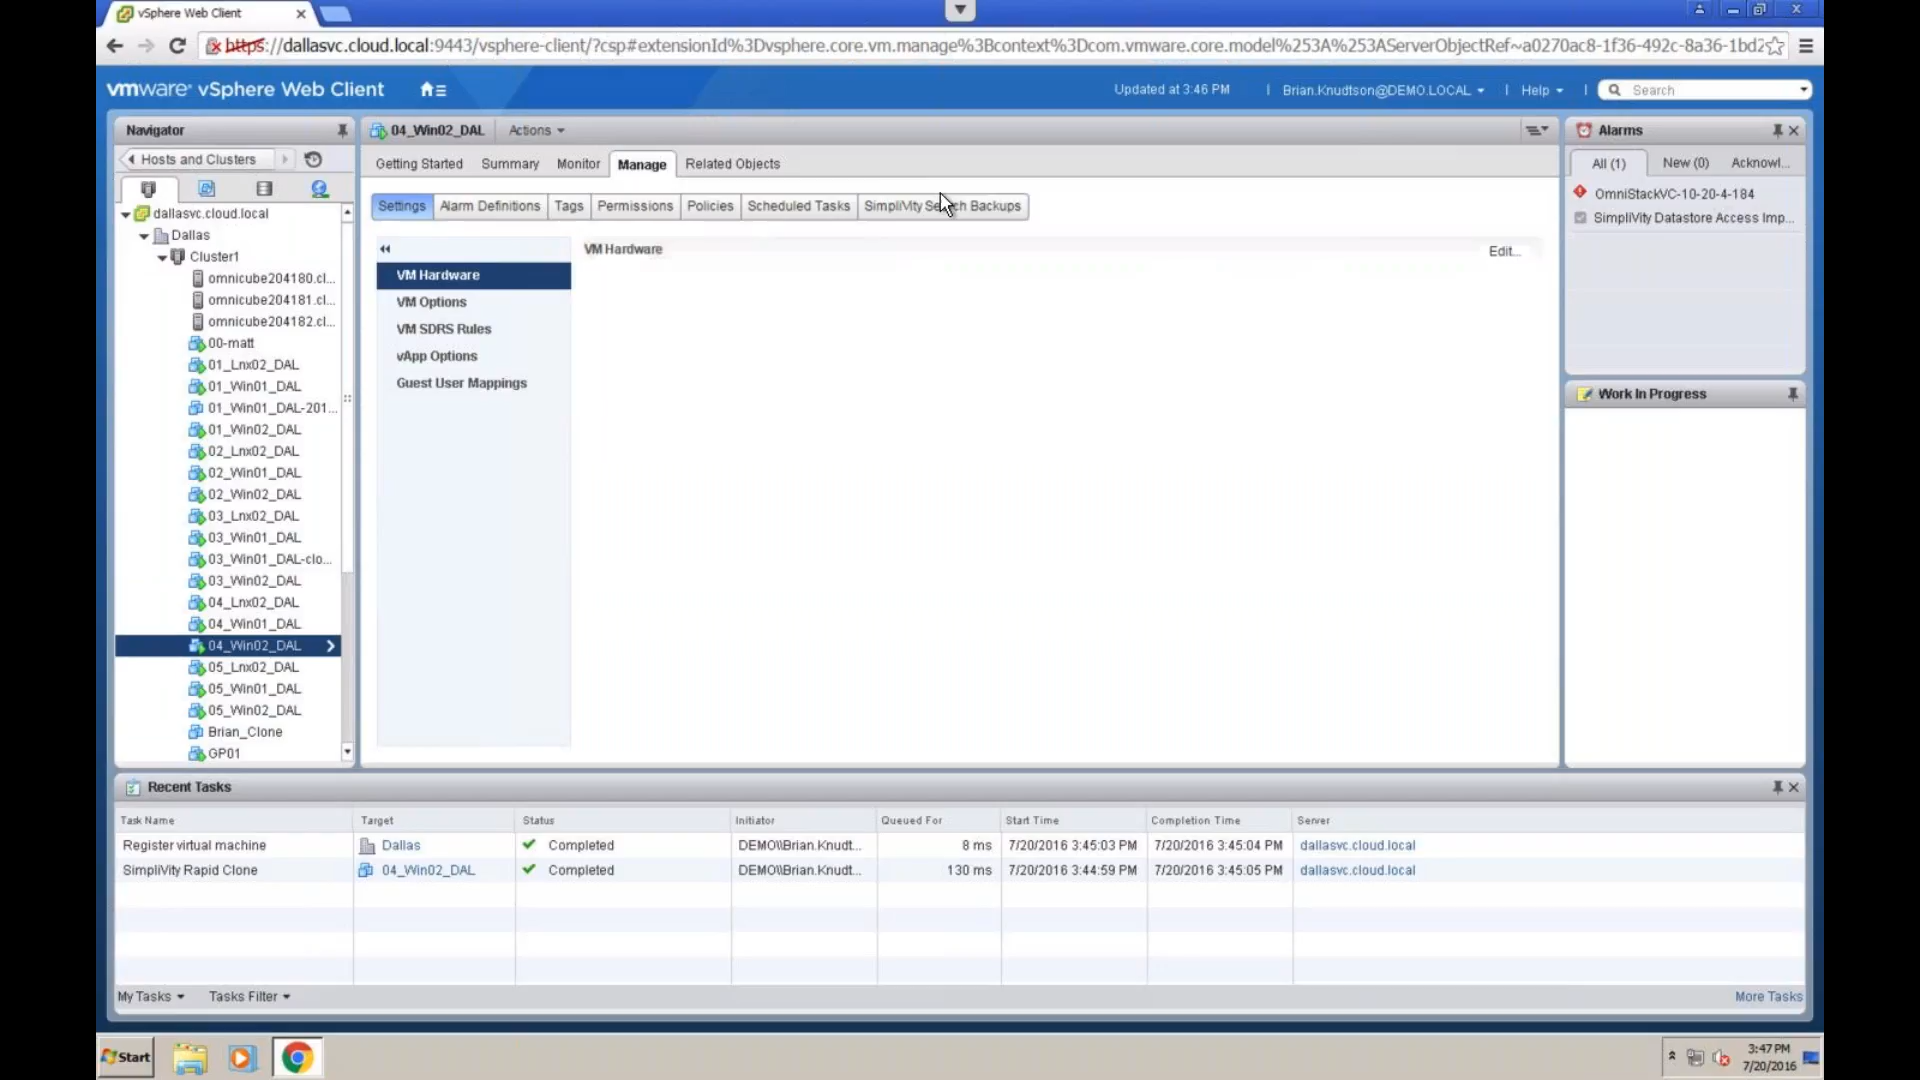 vSphere Web Client
https://dallasvc.cloud.local:9443/vsphere-client/?csp#extensionId%3Dvsphere.core.vm.manage%3Bcontext%3Dcom.vmware.core.model%253A%253AServerObjectRef~a0270ac8-1f36-492c-8a36-1bd2
vmware vSphere Web Client
Updated at 3:46 PM
Brian.Knudtson@DEMO.LOCAL
Help
Search
Navigator
Hosts and Clusters
dallasvc.cloud.local
Dallas
Cluster1
omnicube204180.cl...
omnicube204181.cl...
omnicube204182.cl...
00-matt
01_Lnx02_DAL
01_Win01_DAL
01_Win01_DAL-201...
01_Win02_DAL
02_Lnx02_DAL
02_Win01_DAL
02_Win02_DAL
03_Lnx02_DAL
03_Win01_DAL
03_Win01_DAL-clo...
03_Win02_DAL
04_Lnx02_DAL
04_Win01_DAL
04_Win02_DAL
05_Lnx02_DAL
05_Win01_DAL
05_Win02_DAL
Brian_Clone
GP01
04_Win02_DAL Actions
Getting Started Summary Monitor Manage Related Objects
Settings Alarm Definitions Tags Permissions Policies Scheduled Tasks SimpliVity Search Backups
VM Hardware
VM Options
VM SDRS Rules
vApp Options
Guest User Mappings
VM Hardware
Edit...
Alarms
All (1) New (0) Acknowl...
OmniStackVC-10-20-4-184
SimpliVity Datastore Access Imp...
Work In Progress
Recent Tasks
Task Name Target Status Initiator Queued For Start Time Completion Time Server
Register virtual machine Dallas Completed DEMO\\Brian.Knudt... 8 ms 7/20/2016 3:45:03 PM 7/20/2016 3:45:04 PM dallasvc.cloud.local
SimpliVity Rapid Clone 04_Win02_DAL Completed DEMO\\Brian.Knudt... 130 ms 7/20/2016 3:44:59 PM 7/20/2016 3:45:05 PM dallasvc.cloud.local
My Tasks Tasks Filter More Tasks
Start
3:47 PM
7/20/2016